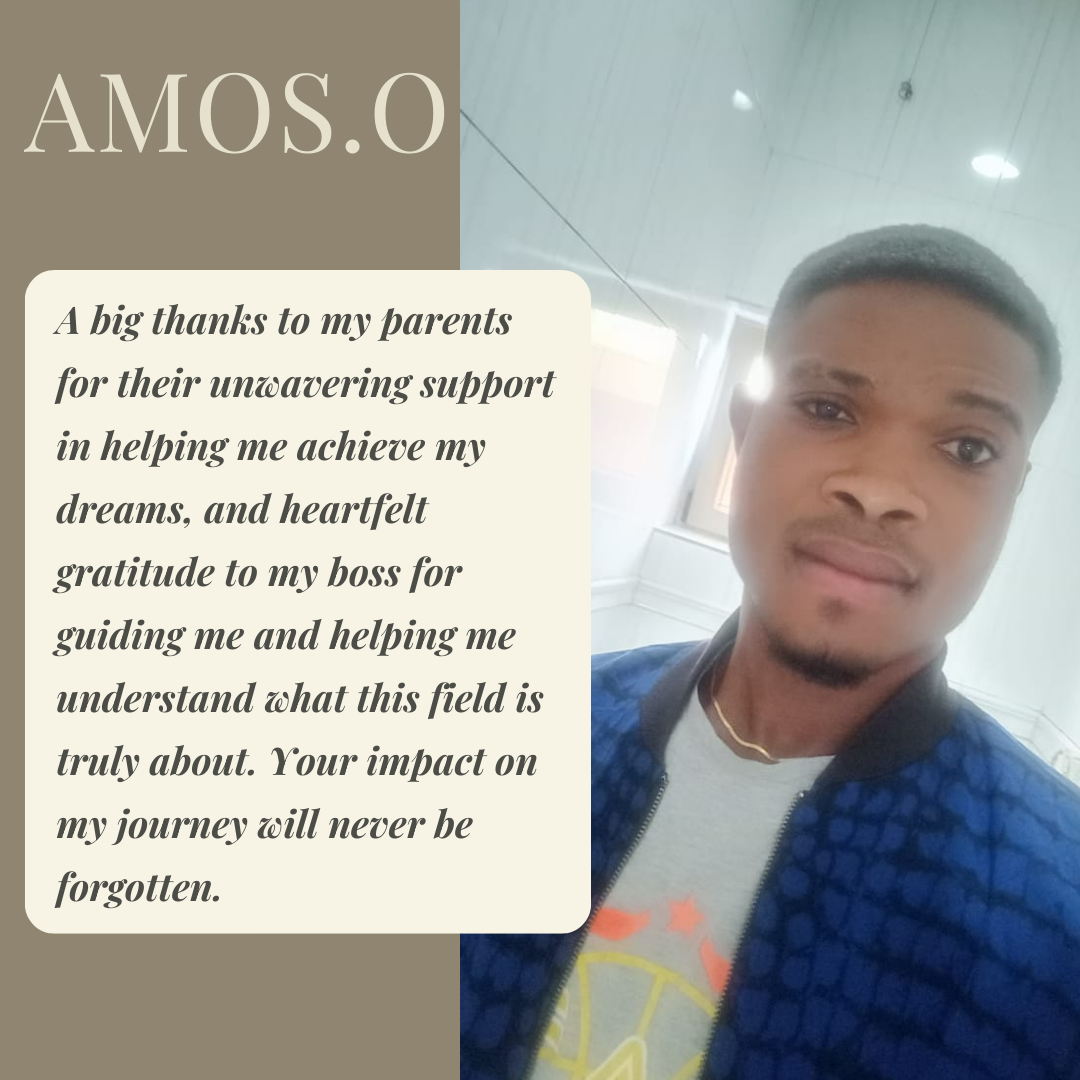 AMOS.O
A big thanks to my parents
for their unwavering support
in helping me achieve my
dreams, and heartfelt
gratitude to my boss for
guiding me and helping me
understand what this field is
truly about. Your impact on
my journey will never be
forgotten.